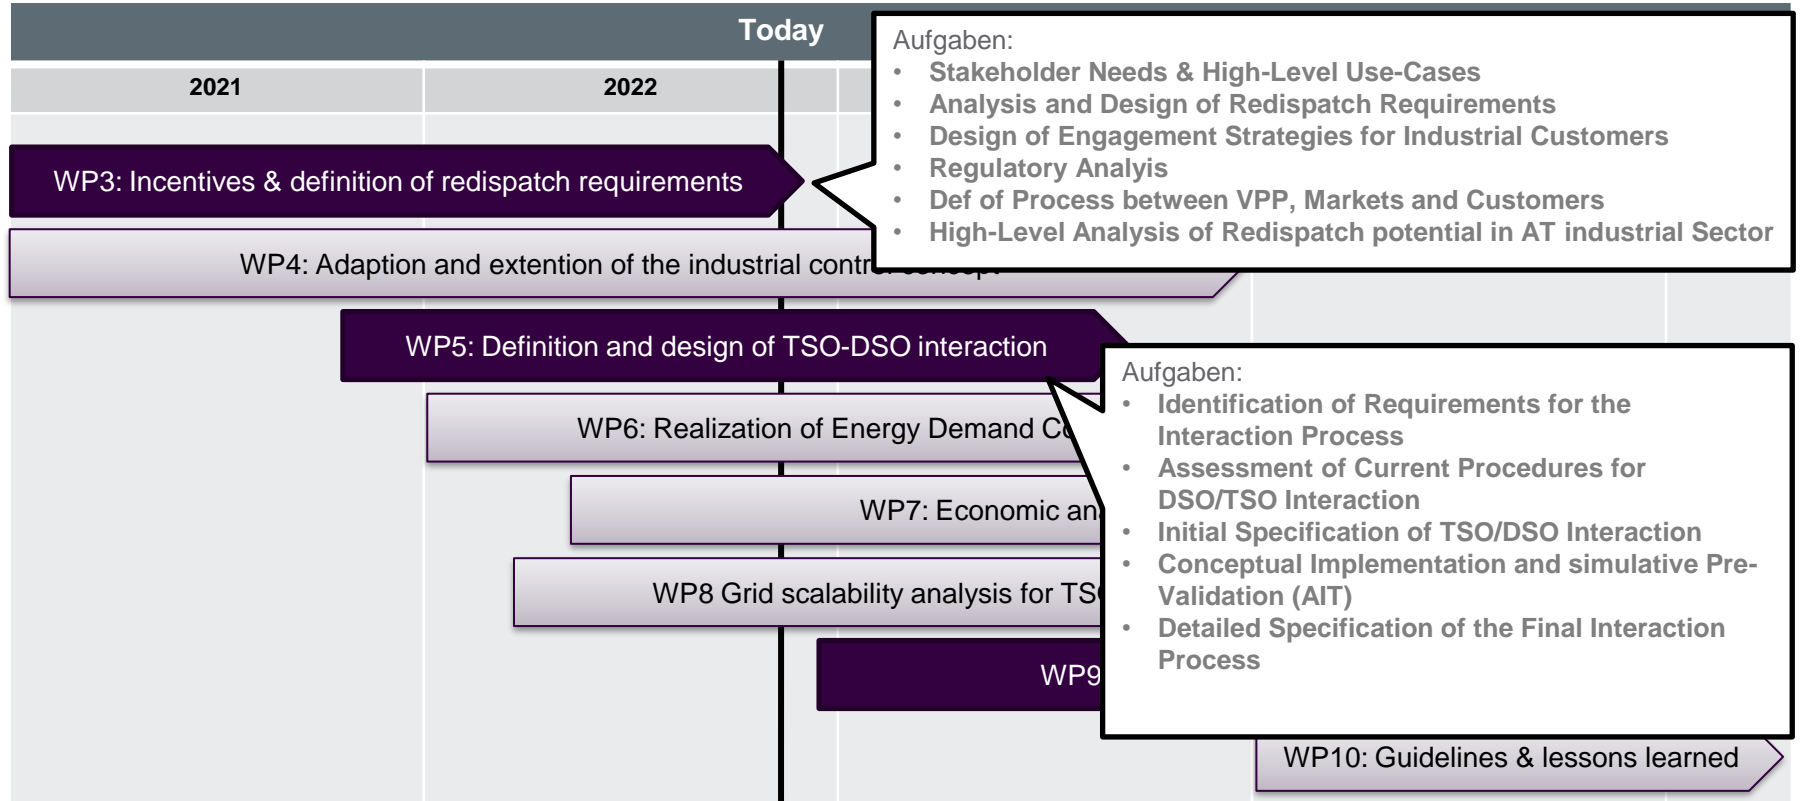 Today
2021
2022
Aufgaben:
• Stakeholder Needs & High-Level Use-Cases
• Analysis and Design of Redispatch Requirements
• Design of Engagement Strategies for Industrial Customers
• Regulatory Analyis
• Def of Process between VPP, Markets and Customers
• High-Level Analysis of Redispatch potential in AT industrial Sector
WP3: Incentives & definition of redispatch requirements
WP4: Adaption and extention of the industrial control concept
WP5: Definition and design of TSO-DSO interaction
Aufgaben:
• Identification of Requirements for the
Interaction Process
• Assessment of Current Procedures for
DSO/TSO Interaction
• Initial Specification of TSO/DSO Interaction
• Conceptual Implementation and simulative Pre-
Validation (AIT)
• Detailed Specification of the Final Interaction
Process
WP6: Realization of Energy Demand
WP7: Economic
WP8 Grid scalability analysis for
WP9
WP10: Guidelines & lessons learned